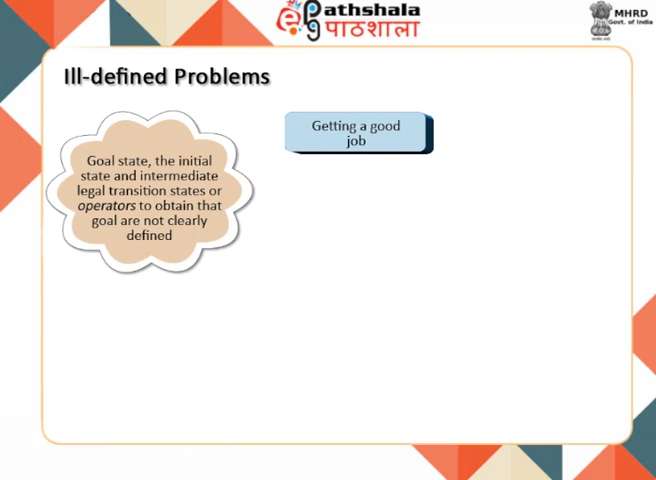 ePathshala
पाठशाला
MHRD
Govt. of India
Ill-defined Problems
Goal state, the initial
state and intermediate
legal transition states or
operators to obtain that
goal are not clearly
defined
Getting a good
job